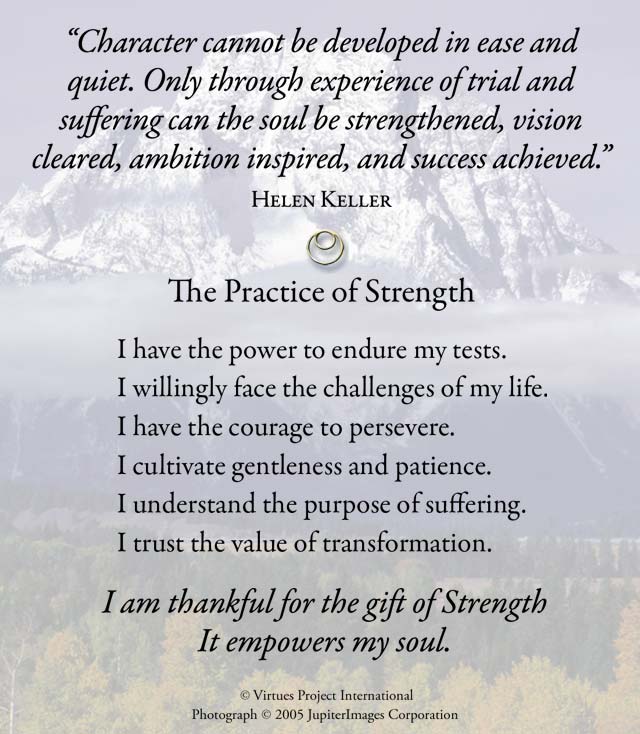 “Character cannot be developed in ease and
quiet. Only through experience of trial and
suffering can the soul be strengthened, vision
cleared, ambition inspired, and success achieved.”
Helen Keller
The Practice of Strength
I have the power to endure my tests.
I willingly face the challenges of my life.
I have the courage to persevere.
I cultivate gentleness and patience.
I understand the purpose of suffering.
I trust the value of transformation.
I am thankful for the gift of Strength
It empowers my soul.
© Virtues Project International
Photograph © 2005 JupiterImages Corporation